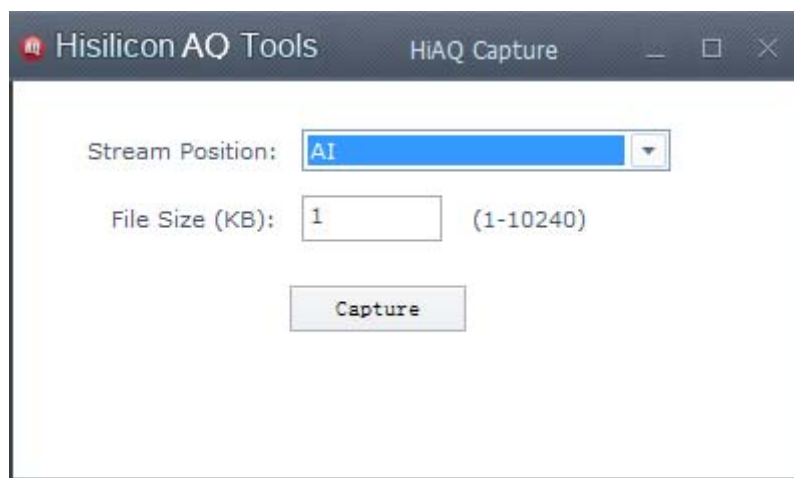 Hisilicon AQ Tools HiAQ Capture
Stream Position: AI
File Size (KB): 1 (1-10240)
Capture